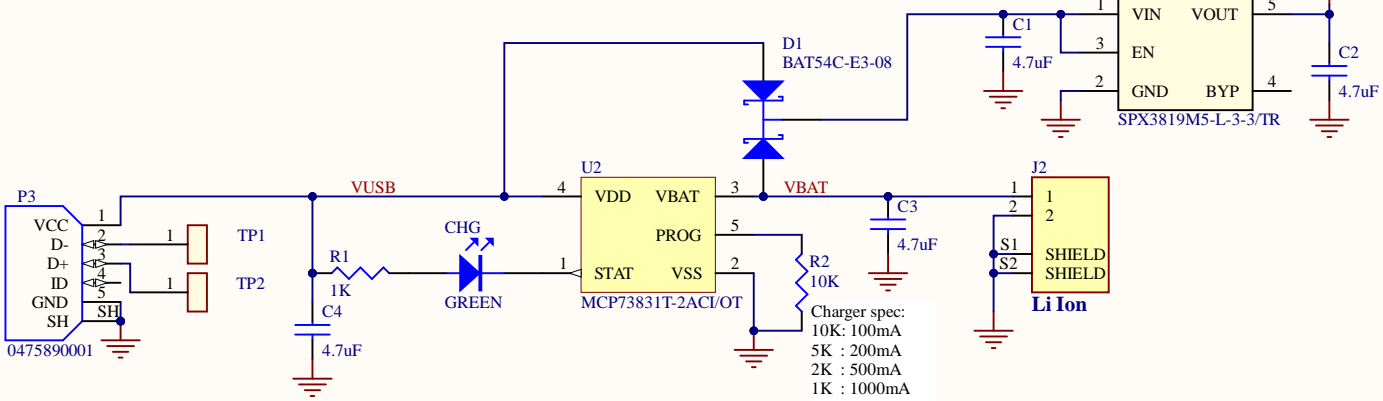 1 VIN VOUT 5
3 EN
2 GND BYP 4
SPX3819M5-L-3-3/TR
C1
4.7uF
C2
4.7uF
D1
BAT54C-E3-08
P3
VCC 1
D- 2
D+ 3
ID 4
GND 5
SH SH
0475890001
1 TP1
1 TP2
VUSB
R1
1K
C4
4.7uF
CHG
GREEN
U2
4 VDD VBAT 3
PROG 5
1 STAT VSS 2
MCP73831T-2ACI/OT
VBAT
R2
10K
Charger spec:
10K: 100mA
5K : 200mA
2K : 500mA
1K : 1000mA
C3
4.7uF
J2
1 1
2 2
S1 SHIELD
S2 SHIELD
Li Ion